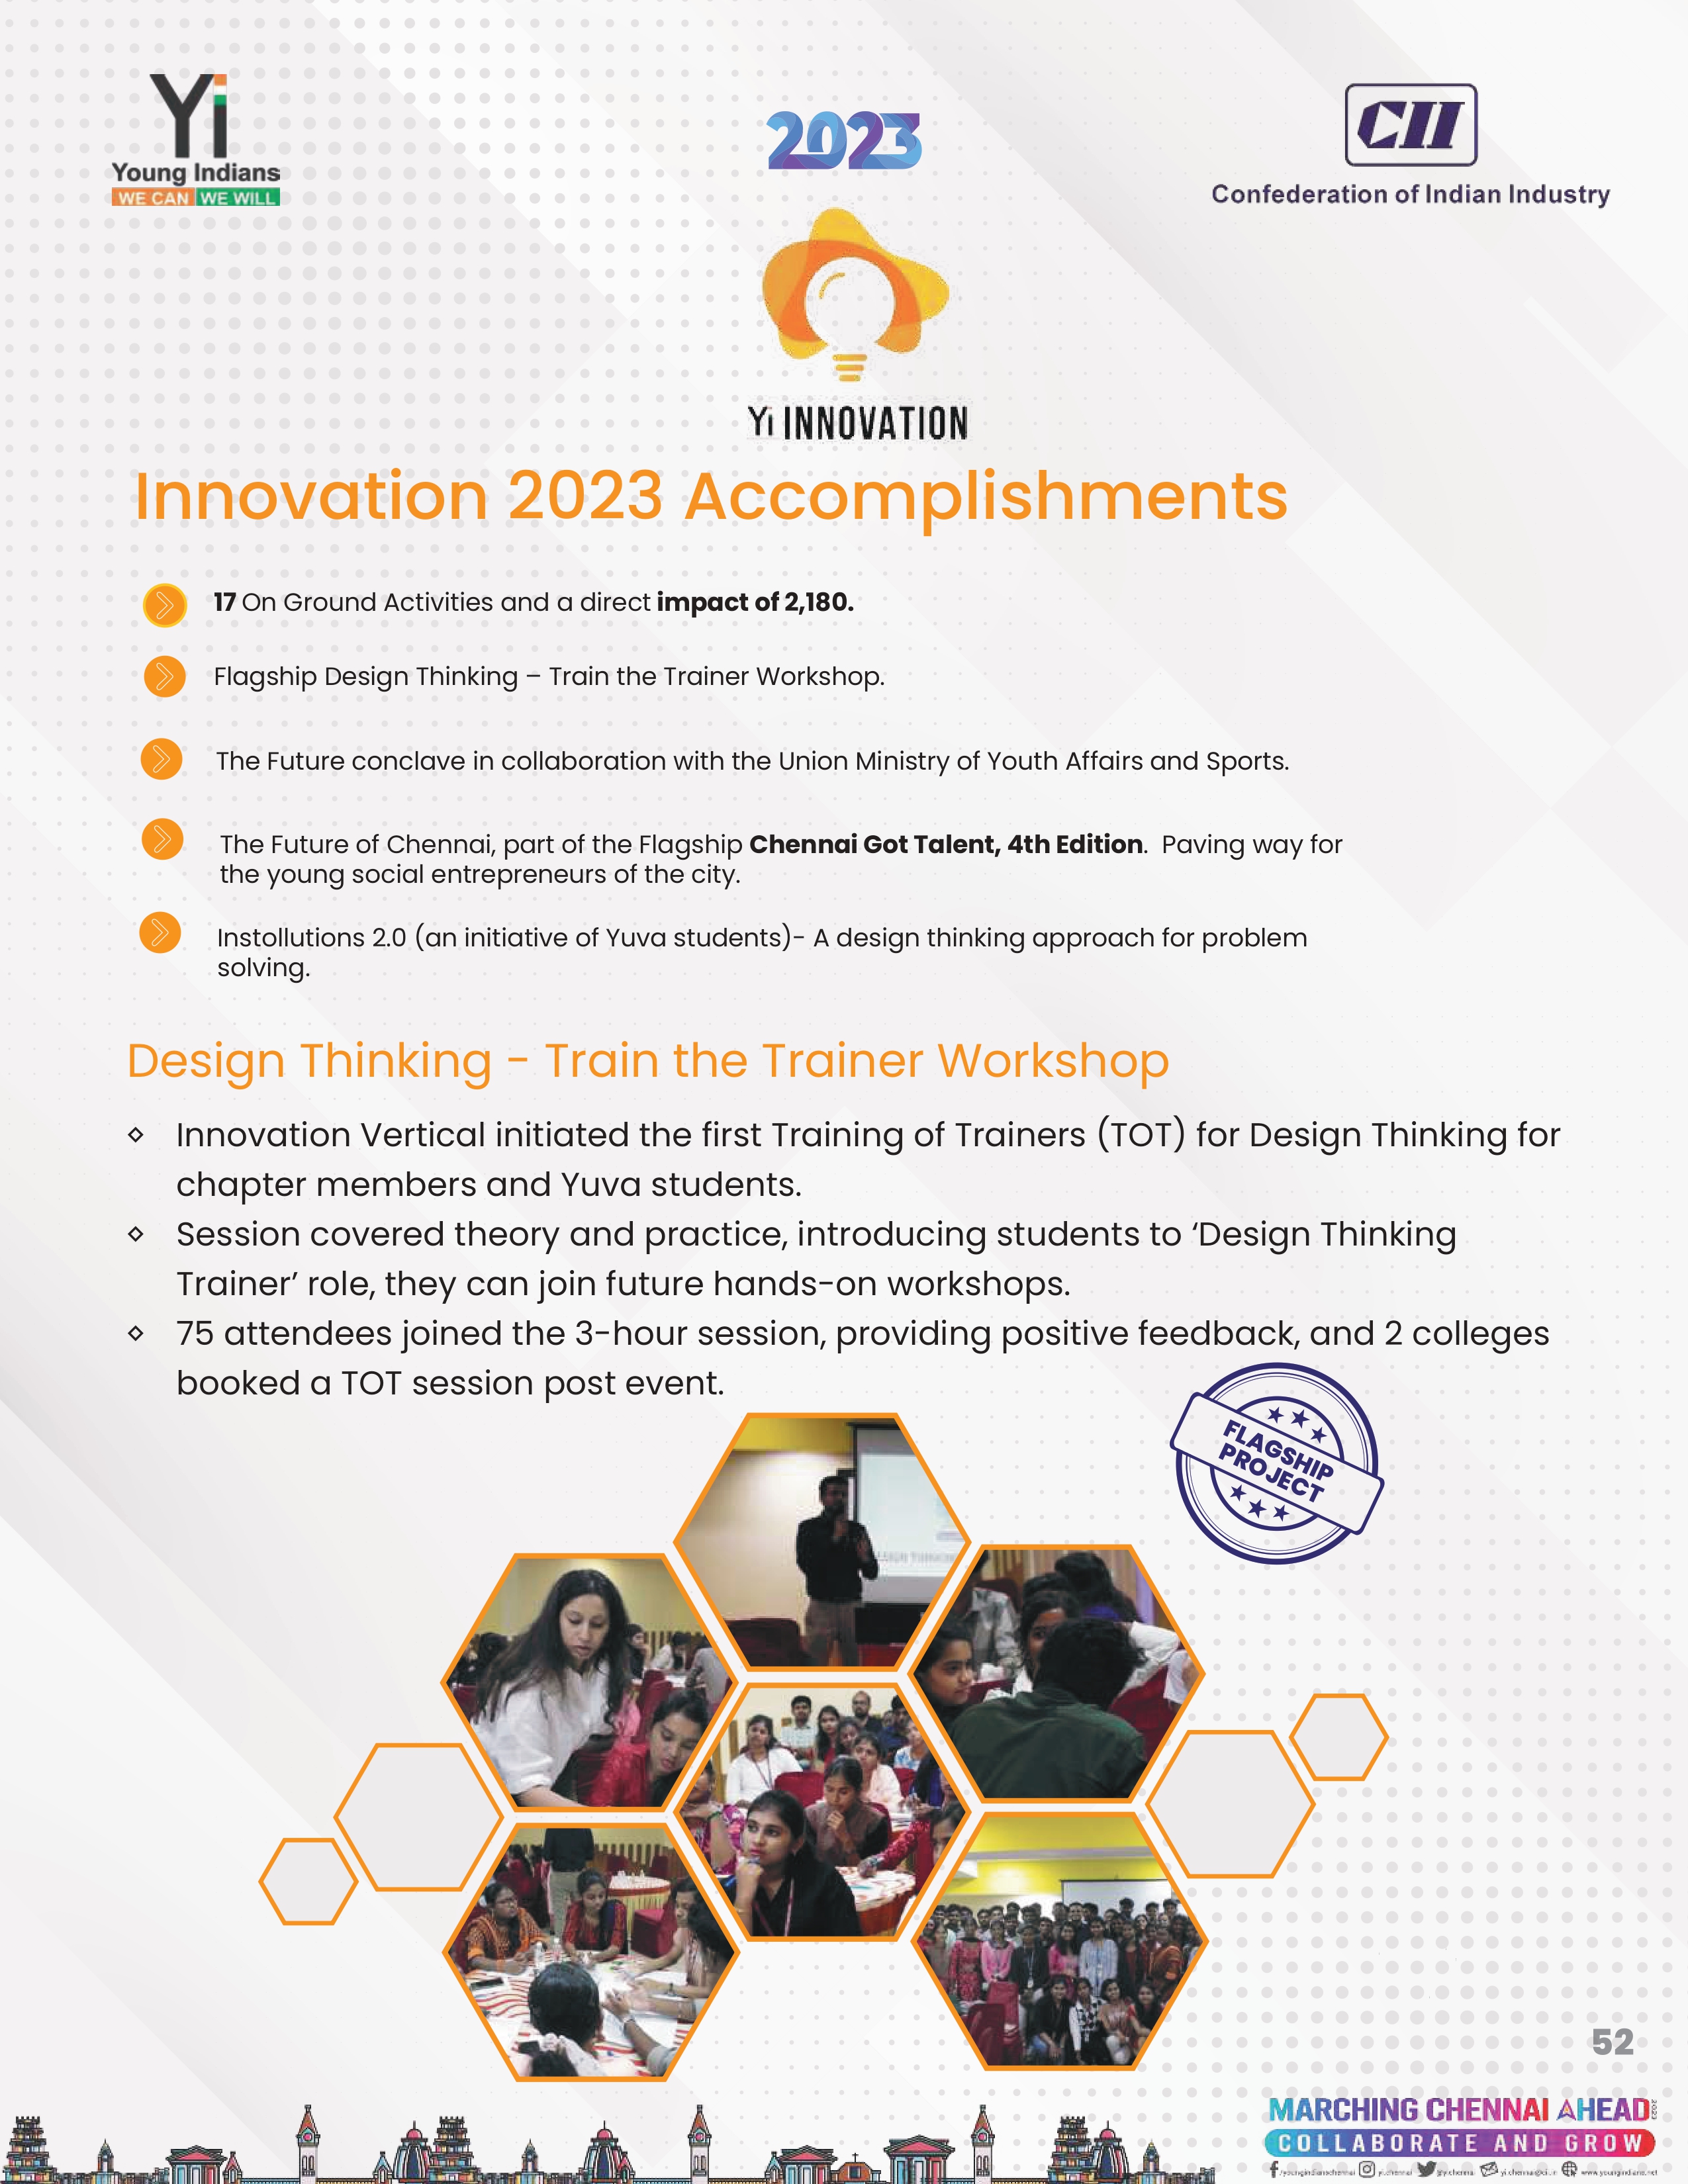 Yi
Young Indians
WE CAN WE WILL
2023
CII
Confederation of Indian Industry
Yi INNOVATION
Innovation 2023 Accomplishments
17 On Ground Activities and a direct impact of 2,180.
Flagship Design Thinking – Train the Trainer Workshop.
The Future conclave in collaboration with the Union Ministry of Youth Affairs and Sports.
The Future of Chennai, part of the Flagship Chennai Got Talent, 4th Edition. Paving way for
the young social entrepreneurs of the city.
Instollutions 2.0 (an initiative of Yuva students)- A design thinking approach for problem
solving.
Design Thinking - Train the Trainer Workshop
Innovation Vertical initiated the first Training of Trainers (TOT) for Design Thinking for
chapter members and Yuva students.
Session covered theory and practice, introducing students to ‘Design Thinking
Trainer’ role, they can join future hands-on workshops.
75 attendees joined the 3-hour session, providing positive feedback, and 2 colleges
booked a TOT session post event.
FLAGSHIP
PROJECT
52
MARCHING CHENNAI AHEAD 2023
COLLABORATE AND GROW
/youngindianschennai yi.chennai www.youngindians.net